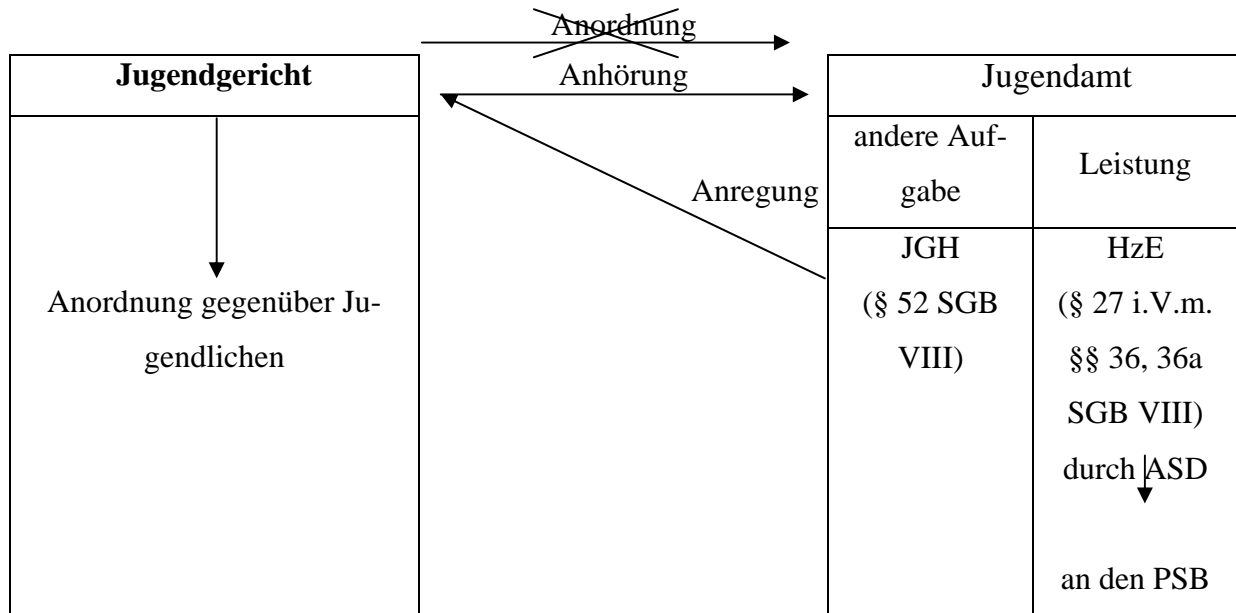 Anordnung
Jugendgericht
Anhörung
Jugendamt
andere Auf-
gabe
Leistung
Anregung
JGH
(§ 52 SGB
VIII)
HzE
(§ 27 i.V.m.
§§ 36, 36a
SGB VIII)
durch ASD
an den PSB
Anordnung gegenüber Ju-
gendlichen